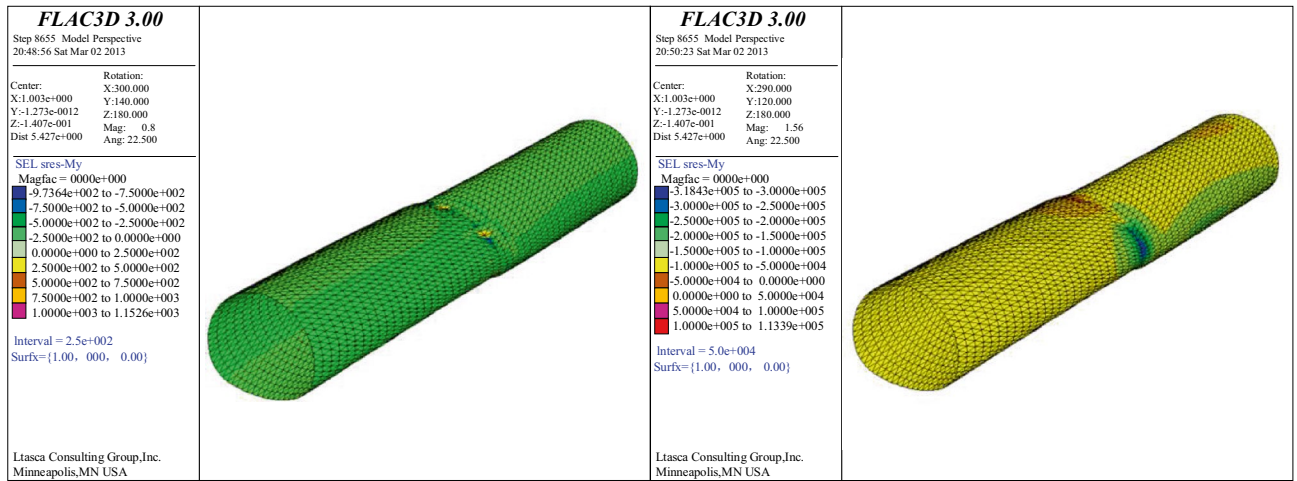 FLAC3D 3.00
Step 8655 Model Perspective
20:48:56 Sat Mar 02 2013
Center:
X:1.003e+000
Y:-1.273e-0012
Z:-1.407e-001
Dist 5.427e+000
Rotation:
X:300.000
Y:140.000
Z:180.000
Mag: 0.8
Ang: 22.500
SEL sres-My
Magfac = 0000e+000
-9.7364e+002 to -7.5000e+002
-7.5000e+002 to -5.0000e+002
-5.0000e+002 to -2.5000e+002
-2.5000e+002 to 0.0000e+000
0.0000e+000 to 2.5000e+002
2.5000e+002 to 5.0000e+002
5.0000e+002 to 7.5000e+002
7.5000e+002 to 1.0000e+003
1.0000e+003 to 1.1526e+003
lnterval = 2.5e+002
Surfx={1.00, 000, 0.00}
Ltasca Consulting Group,Inc.
Minneapolis,MN USA
FLAC3D 3.00
Step 8655 Model Perspective
20:50:23 Sat Mar 02 2013
Center:
X:1.003e+000
Y:-1.273e-0012
Z:-1.407e-001
Dist 5.427e+000
Rotation:
X:290.000
Y:120.000
Z:180.000
Mag: 1.56
Ang: 22.500
SEL sres-My
Magfac = 0000e+000
-3.1843e+005 to -3.0000e+005
-3.0000e+005 to -2.5000e+005
-2.5000e+005 to -2.0000e+005
-2.0000e+005 to -1.5000e+005
-1.5000e+005 to -1.0000e+005
-1.0000e+005 to -5.0000e+004
-5.0000e+004 to 0.0000e+000
0.0000e+000 to 5.0000e+004
5.0000e+004 to 1.0000e+005
1.0000e+005 to 1.1339e+005
lnterval = 5.0e+004
Surfx={1.00, 000, 0.00}
Ltasca Consulting Group,Inc.
Minneapolis,MN USA